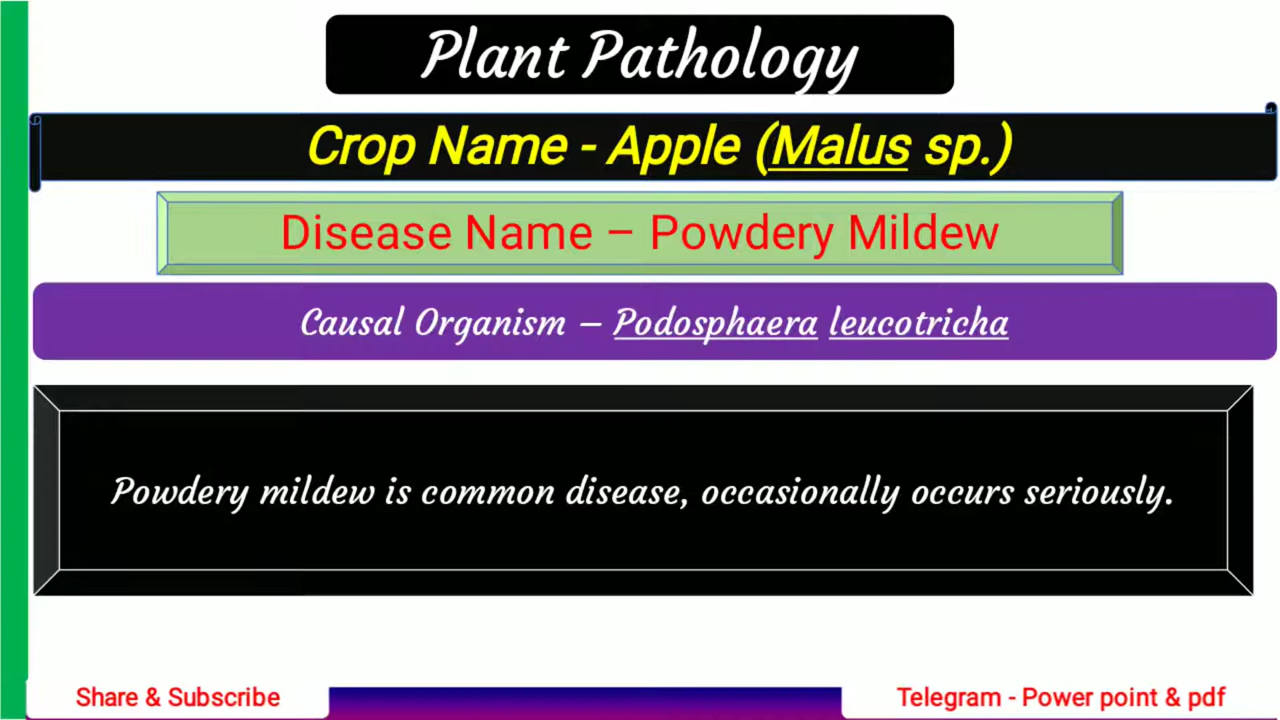 Plant Pathology
Crop Name - Apple (Malus sp.)
Disease Name – Powdery Mildew
Causal Organism – Podosphaera leucotricha
Powdery mildew is common disease, occasionally occurs seriously.
Share & Subscribe
Telegram - Power point & pdf